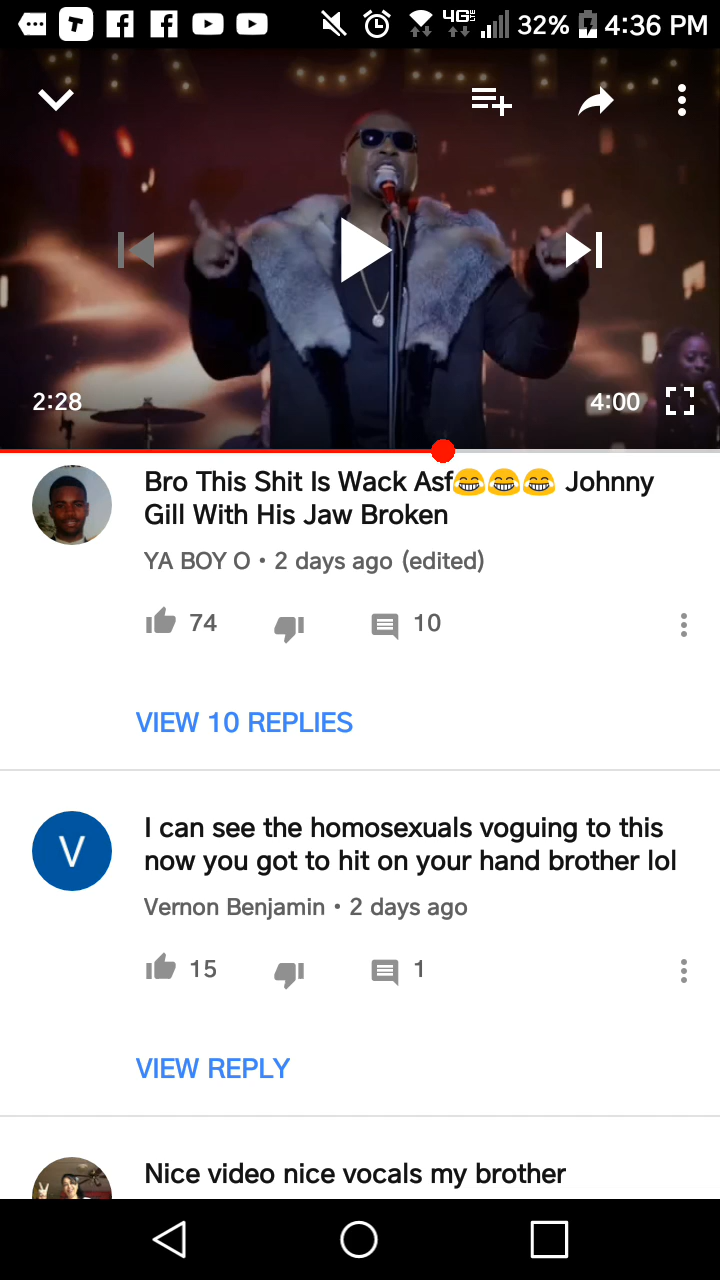 4G LTE 32% 4:36 PM
2:28
4:00
Bro This Shit Is Wack Asf😂😂😂 Johnny
Gill With His Jaw Broken
YA BOY O • 2 days ago (edited)
74 10
VIEW 10 REPLIES
V
I can see the homosexuals voguing to this
now you got to hit on your hand brother lol
Vernon Benjamin • 2 days ago
15 1
VIEW REPLY
Nice video nice vocals my brother